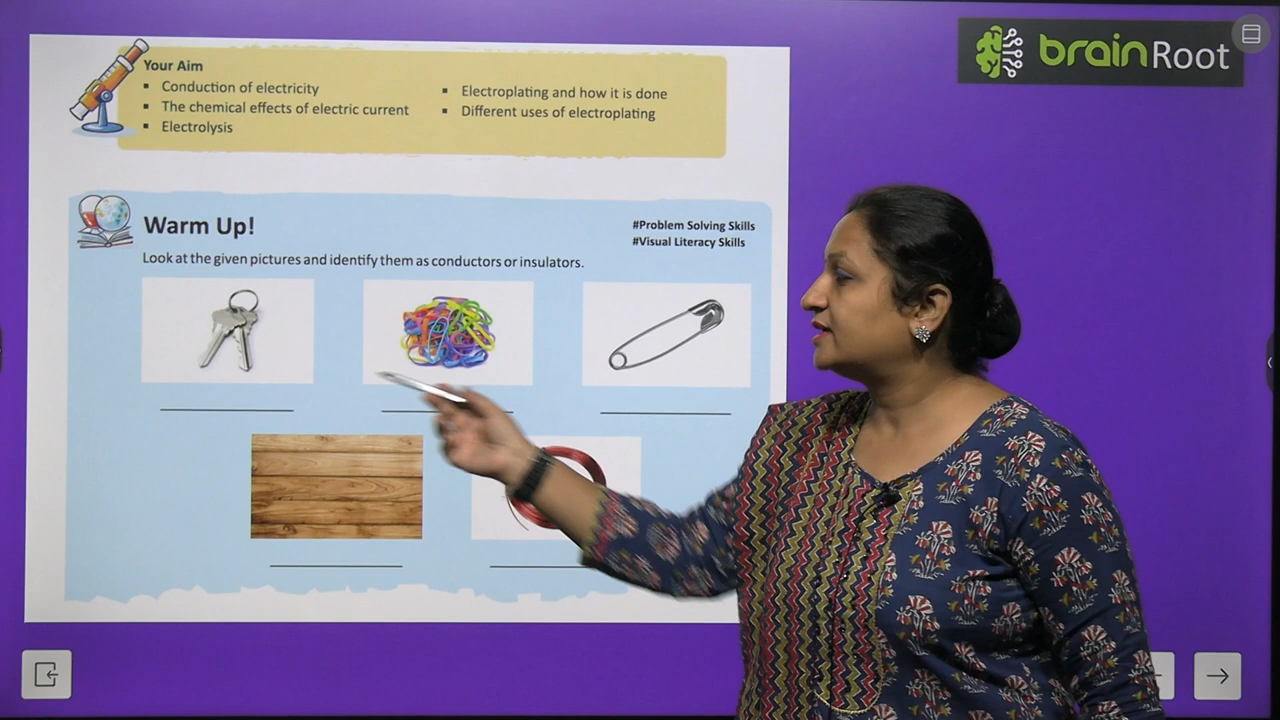 Your Aim
▪ Conduction of electricity
▪ The chemical effects of electric current
▪ Electrolysis
▪ Electroplating and how it is done
▪ Different uses of electroplating
Warm Up!
#Problem Solving Skills
#Visual Literacy Skills
Look at the given pictures and identify them as conductors or insulators.
brainRoot